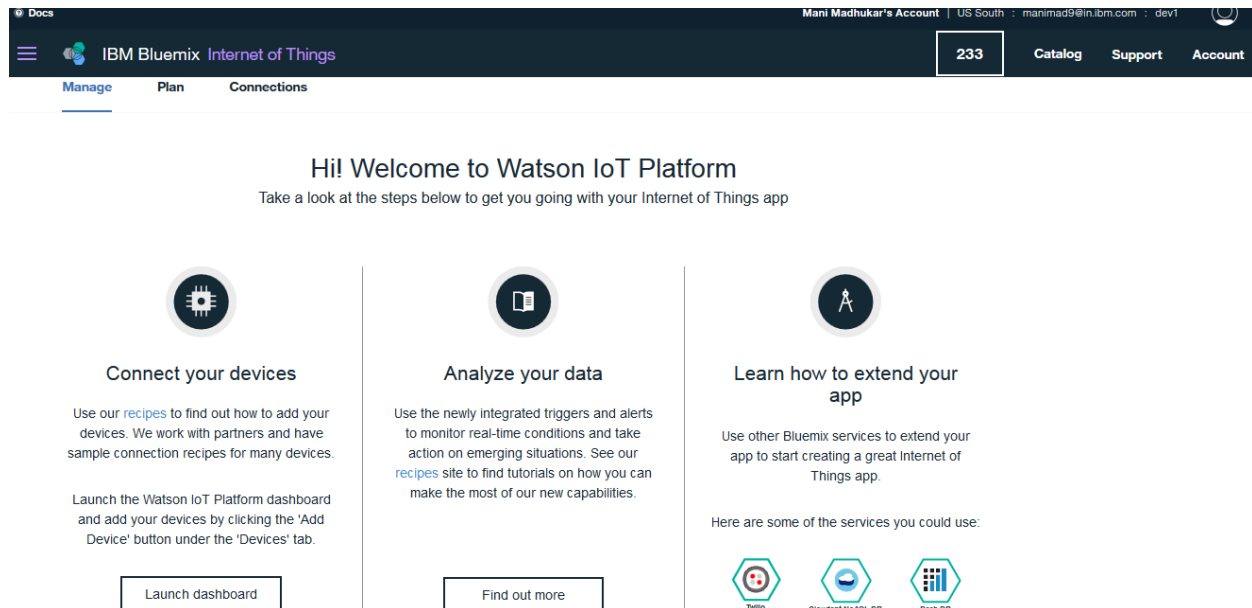 Docs
Mani Madhukar's Account | US South : manimad9@in.ibm.com : dev1
IBM Bluemix Internet of Things
233
Catalog
Support
Account
Manage
Plan
Connections
Hi! Welcome to Watson IoT Platform
Take a look at the steps below to get you going with your Internet of Things app
Connect your devices
Use our recipes to find out how to add your
devices. We work with partners and have
sample connection recipes for many devices.
Launch the Watson IoT Platform dashboard
and add your devices by clicking the 'Add
Device' button under the 'Devices' tab.
Launch dashboard
Analyze your data
Use the newly integrated triggers and alerts
to monitor real-time conditions and take
action on emerging situations. See our
recipes site to find tutorials on how you can
make the most of our new capabilities.
Find out more
Learn how to extend your
app
Use other Bluemix services to extend your
app to start creating a great Internet of
Things app.
Here are some of the services you could use:
Twilio
Cloudant NoSQL DB
Dash DB